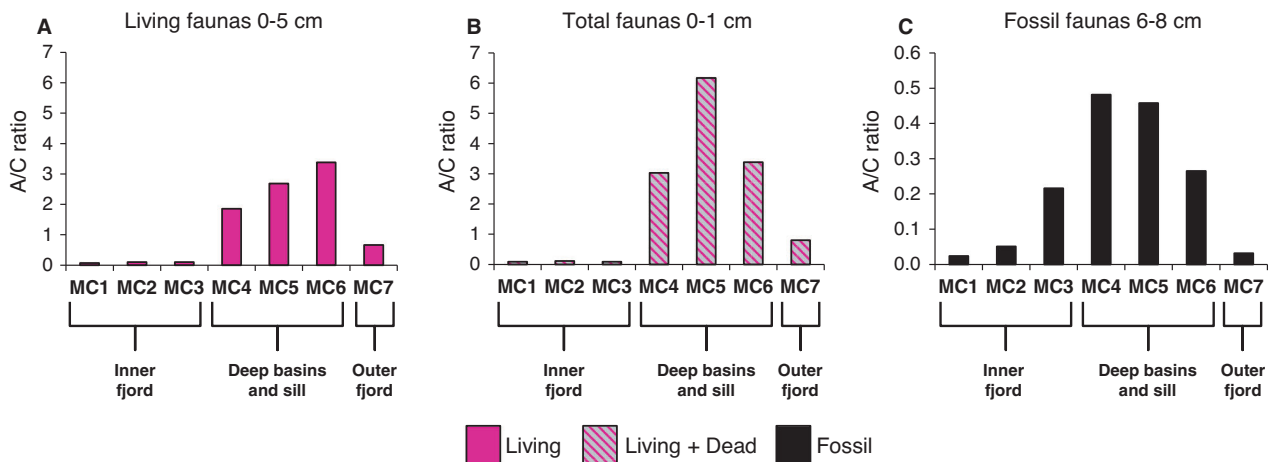 A
Living faunas 0-5 cm
7
6
5
4
3
2
1
0
A/C ratio
MC1 MC2 MC3 MC4 MC5 MC6 MC7
Inner
fjord
Deep basins
and sill
Outer
fjord
B
Total faunas 0-1 cm
7
6
5
4
3
2
1
0
A/C ratio
MC1 MC2 MC3 MC4 MC5 MC6 MC7
Inner
fjord
Deep basins
and sill
Outer
fjord
C
Fossil faunas 6-8 cm
0.6
0.5
0.4
0.3
0.2
0.1
0.0
A/C ratio
MC1 MC2 MC3 MC4 MC5 MC6 MC7
Inner
fjord
Deep basins
and sill
Outer
fjord
Living
Living + Dead
Fossil